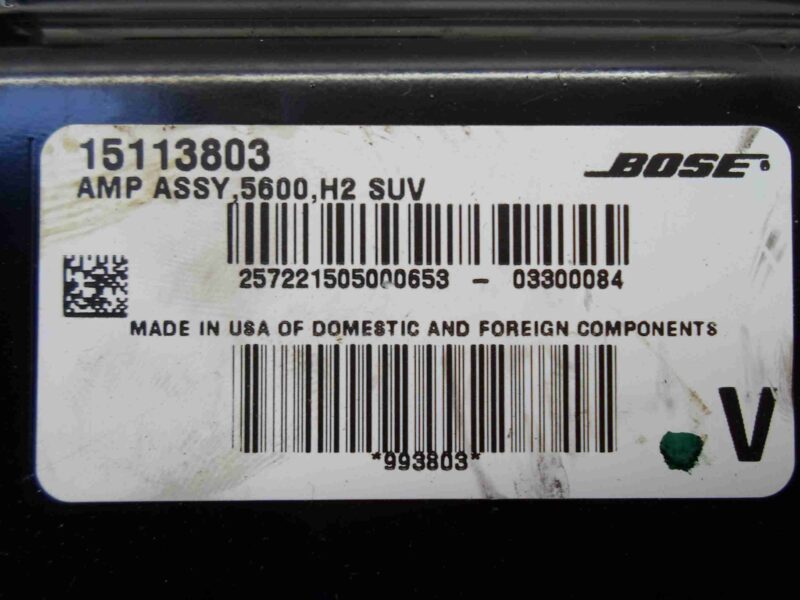 15113803
BOSE
AMP ASSY,5600,H2 SUV
257221505000653 - 03300084
MADE IN USA OF DOMESTIC AND FOREIGN COMPONENTS
*993803*
V